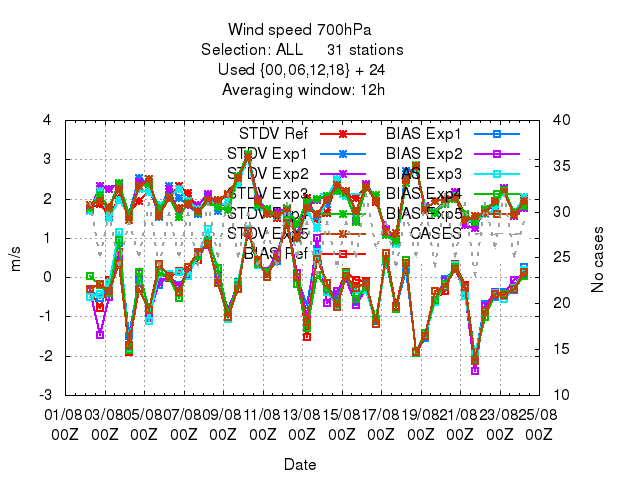 Wind speed 700hPa
Selection: ALL 31 stations
Used {00,06,12,18} + 24
Averaging window: 12h
4 40
STDV Ref BIAS Exp1
STDV Exp1 BIAS Exp2
3 35
STDV Exp2 BIAS Exp3
STDV Exp3 BIAS Exp4
2 30
STDV Exp4 BIAS Exp5
STDV Exp5 CASES
1
BIAS Ref
25
0
-1 20
-2 15
-3 10
m/s
No cases
01/08 03/08 05/08 07/08 09/08 11/08 13/08 15/08 17/08 19/08 21/08 23/08 25/08
00Z 00Z 00Z 00Z 00Z 00Z 00Z 00Z 00Z 00Z 00Z 00Z 00Z
Date